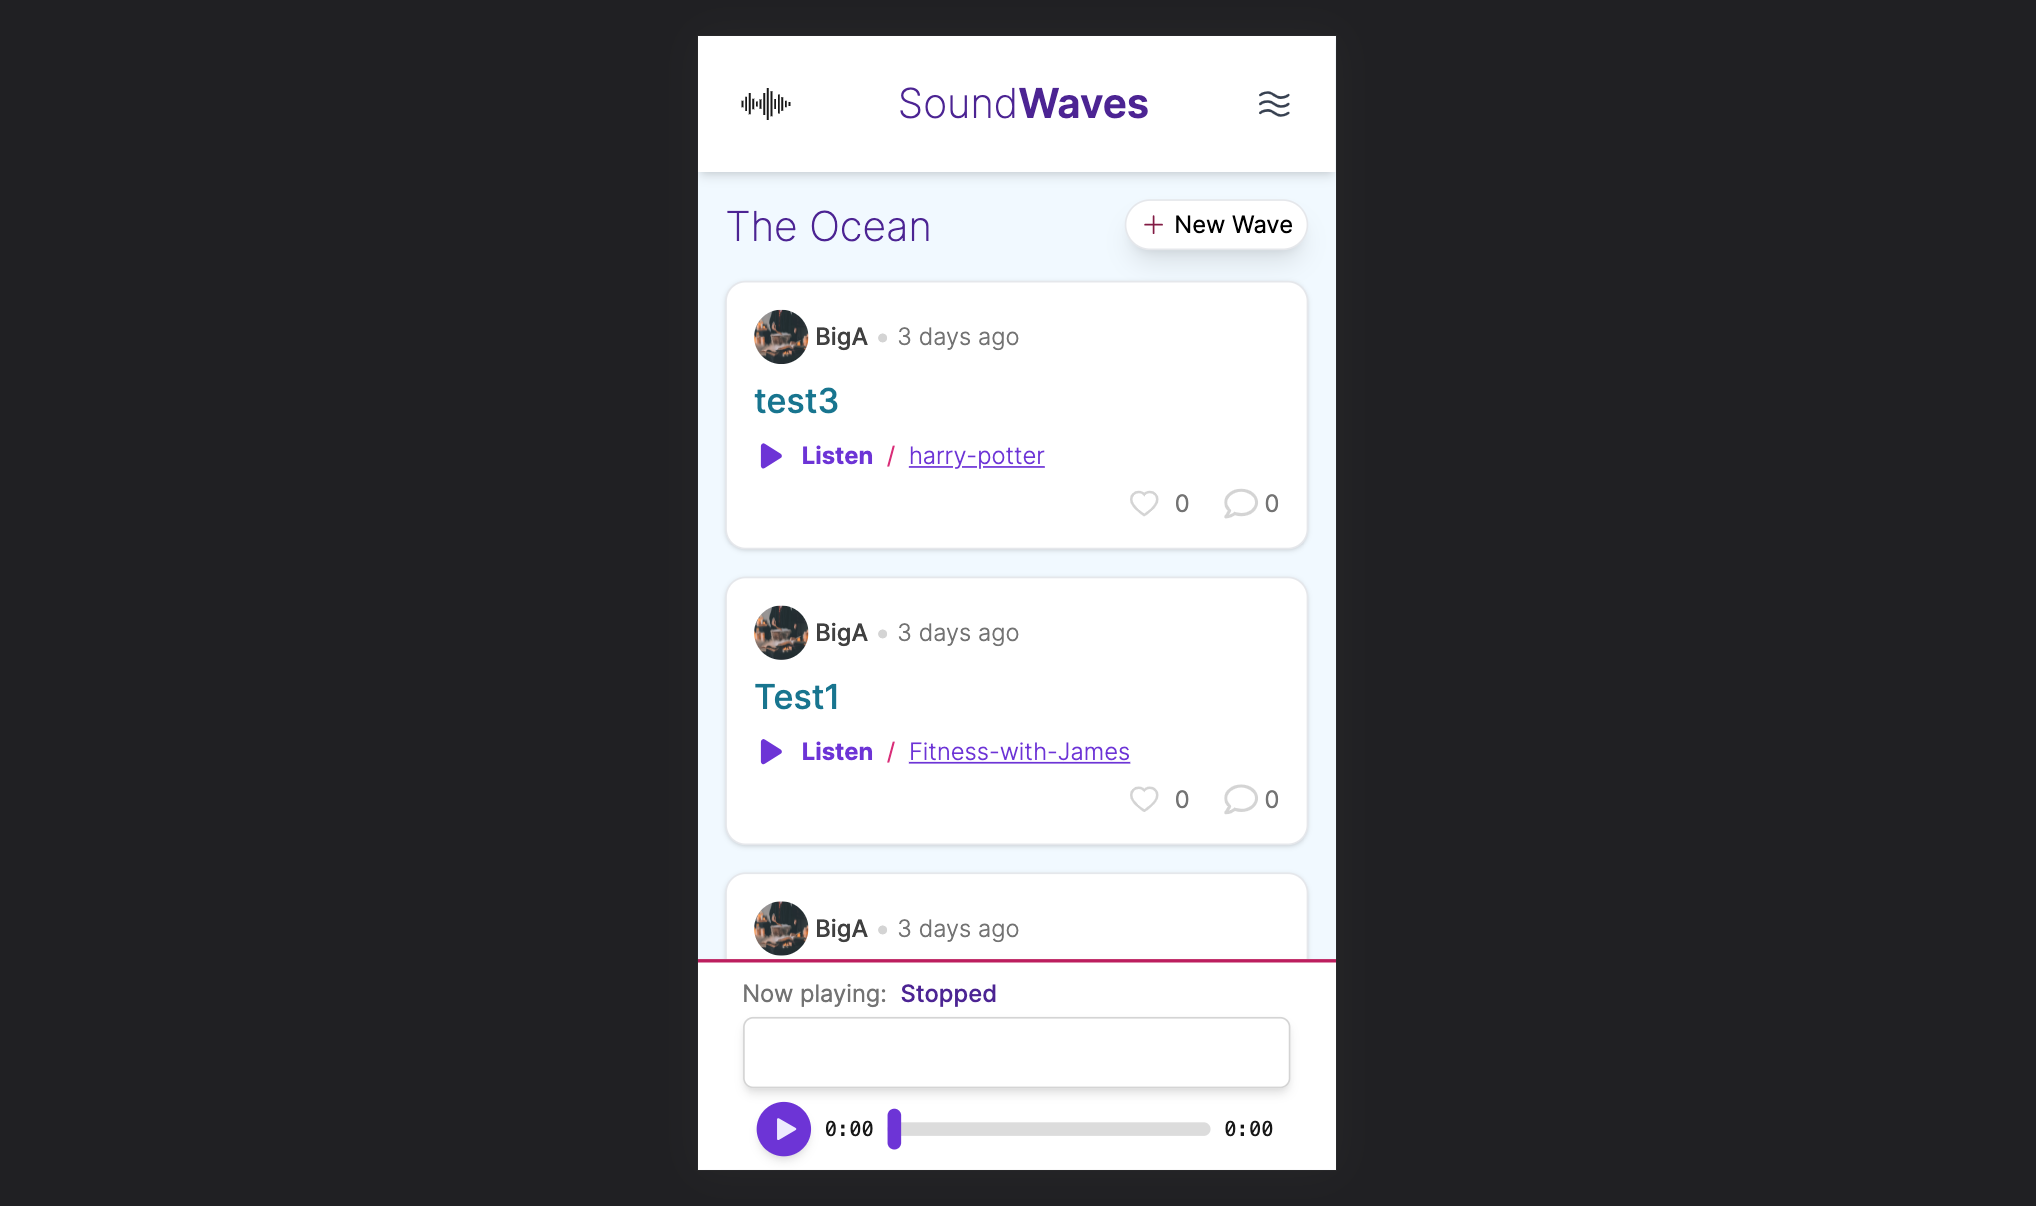 SoundWaves
The Ocean
+ New Wave
BigA • 3 days ago
test3
Listen / harry-potter
0 0
BigA • 3 days ago
Test1
Listen / Fitness-with-James
0 0
BigA • 3 days ago
Now playing: Stopped
0:00 0:00